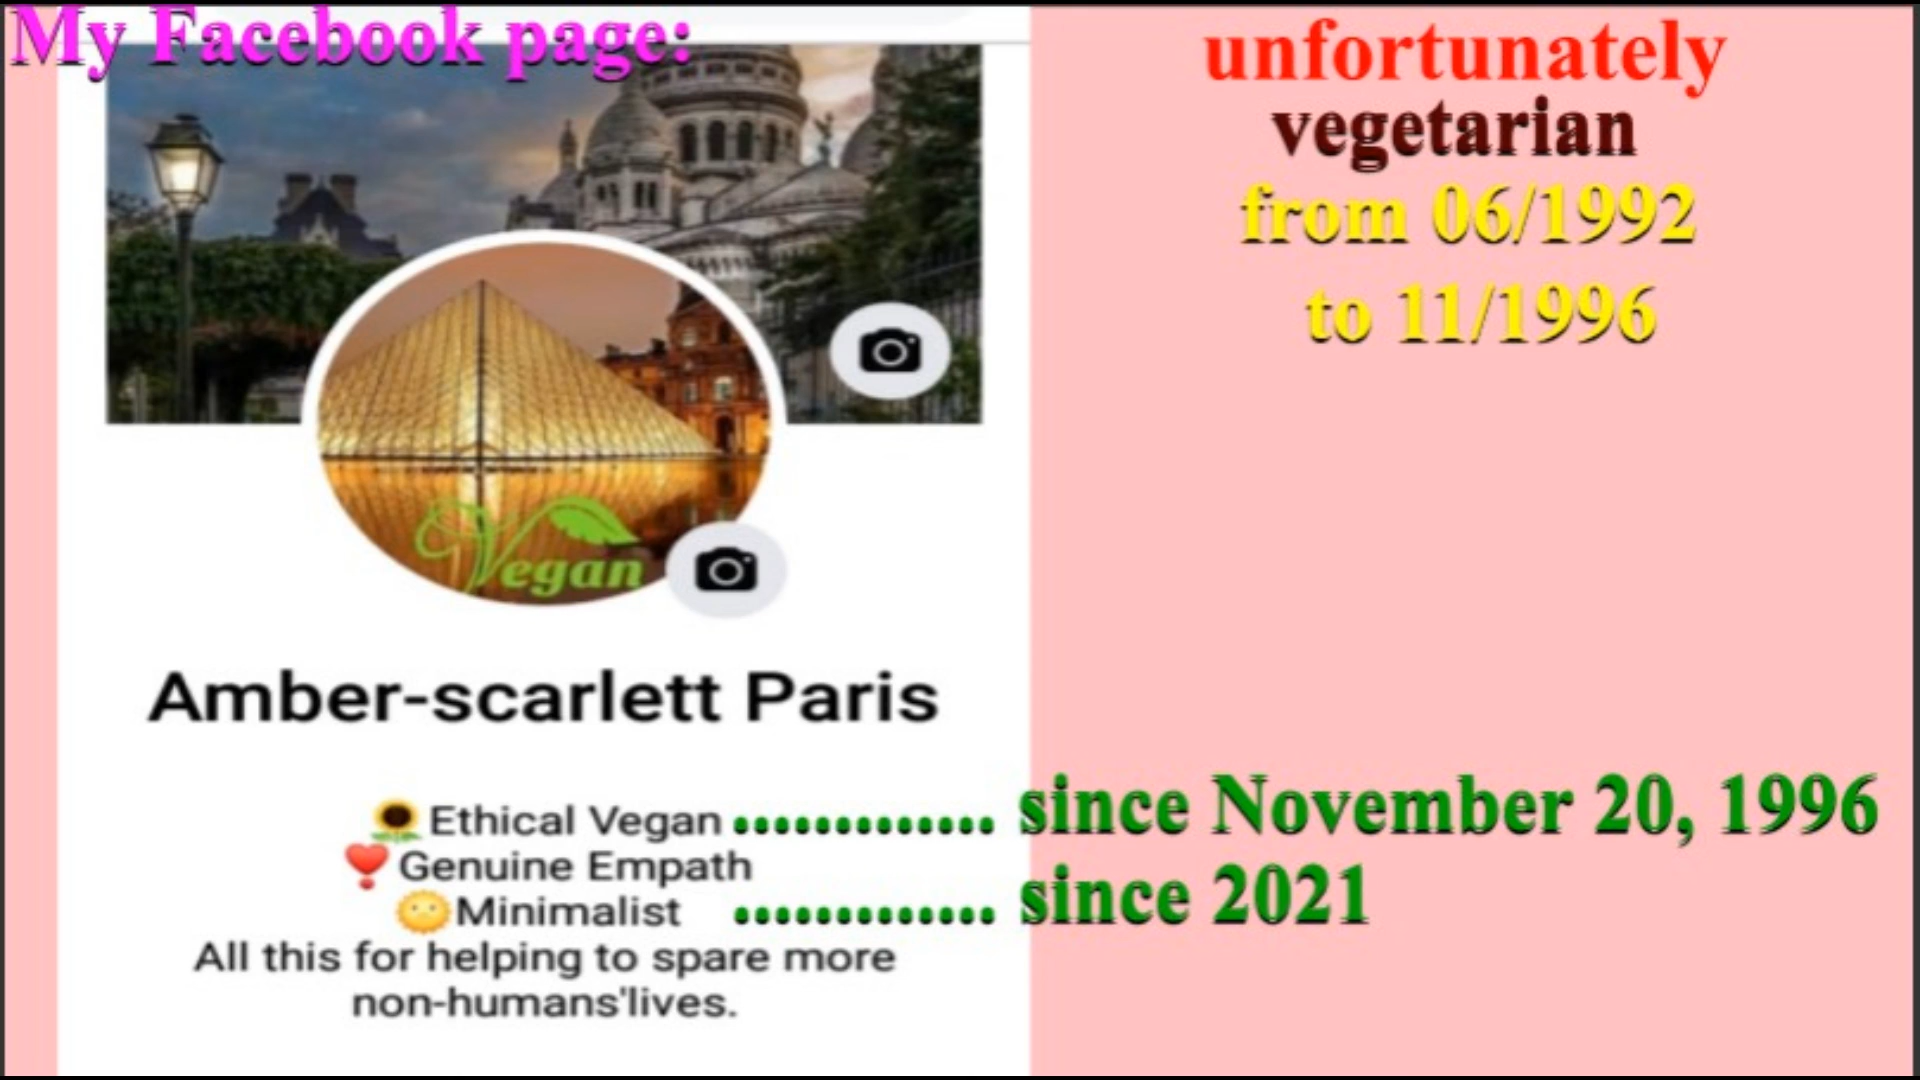 My Facebook page:
unfortunately
vegetarian
from 06/1992
to 11/1996
Vegan
Amber-scarlett Paris
🌻Ethical Vegan ............. since November 20, 1996
❣️Genuine Empath
🌞Minimalist ............. since 2021
All this for helping to spare more
non-humans'lives.